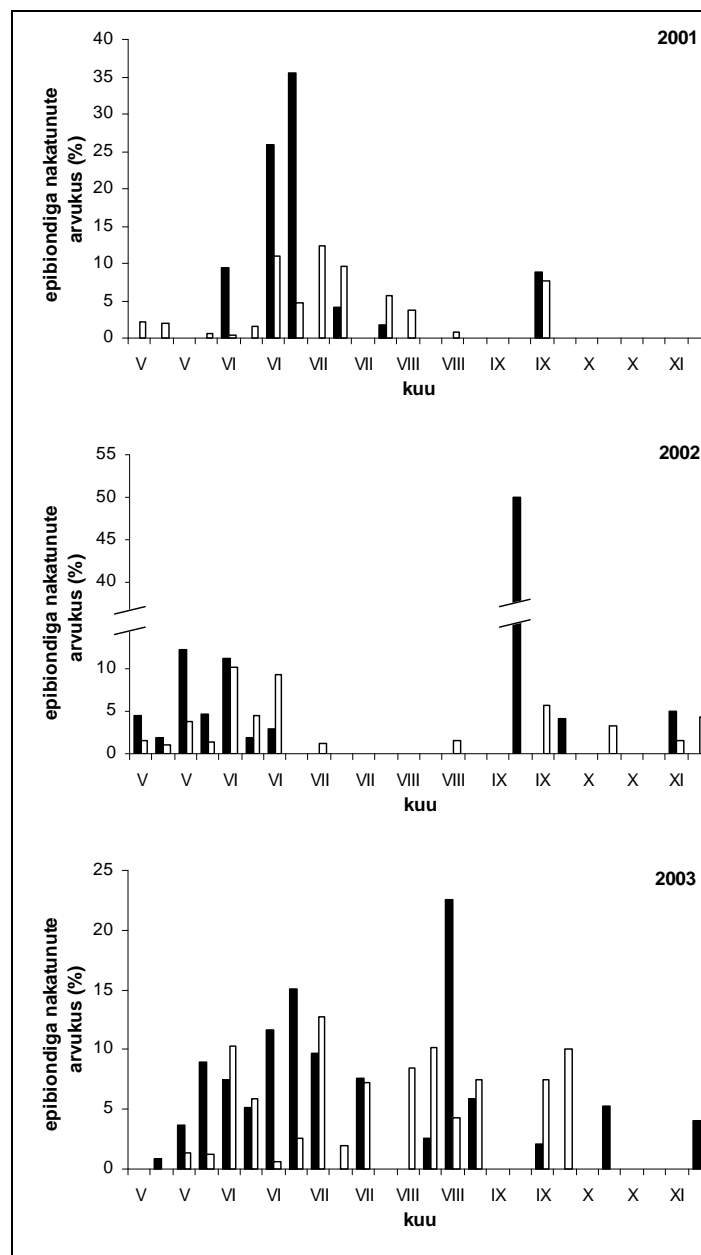 2001
epibiondiga nakatunute
arvukus (%)
40
35
30
25
20
15
10
5
0
V V VI VI VII VII VIII VIII IX IX X X XI
kuu
2002
epibiondiga nakatunute
arvukus (%)
55
50
45
40
10
5
0
V V VI VI VII VII VIII VIII IX IX X X XI
kuu
2003
epibiondiga nakatunute
arvukus (%)
25
20
15
10
5
0
V V VI VI VII VII VIII VIII IX IX X X XI
kuu